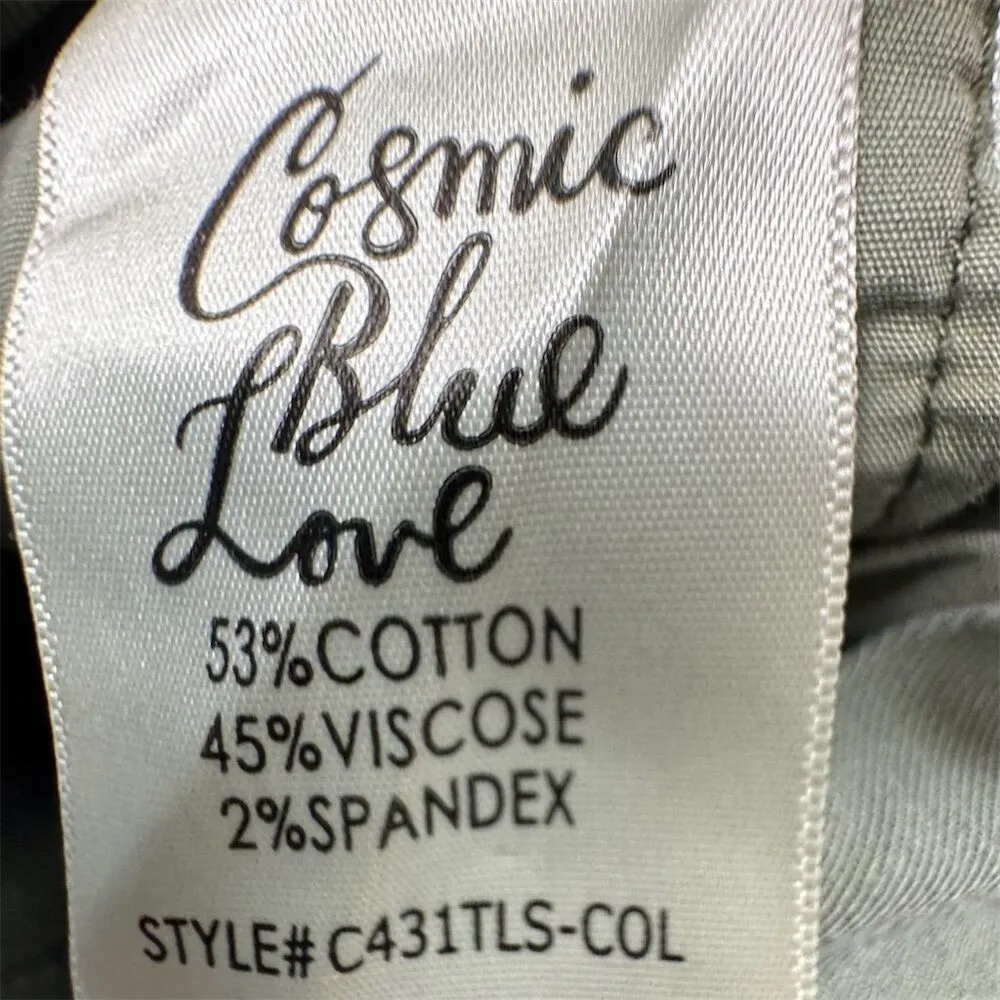 Cosmic
Blue
Love
53%COTTON
45%VISCOSE
2%SPANDEX
STYLE# C431TLS-COL